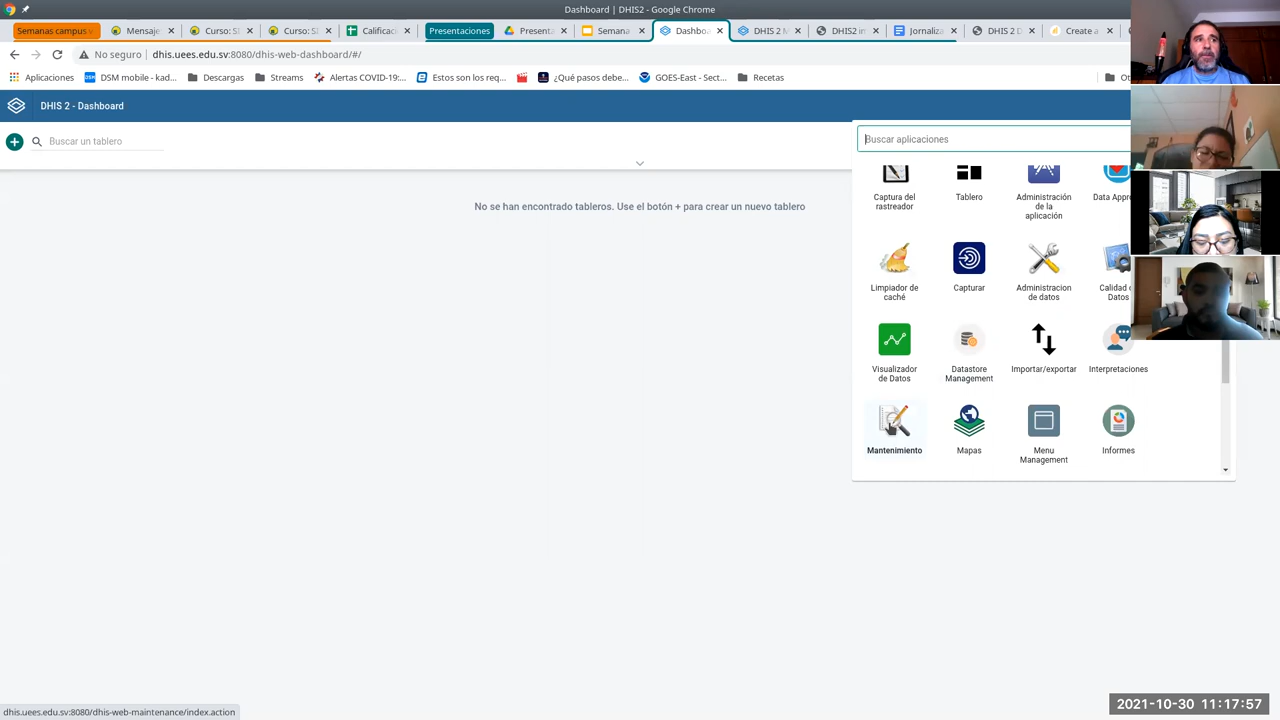 Dashboard | DHIS2 - Google Chrome
Semanas campus v
Mensaje
Curso: SI
Curso: SI
Calificac
Presentaciones
Presenta
Semana
Dashboa
DHIS 2 M
DHIS2 in
Jornaliza
DHIS 2 D
Create a
No seguro
dhis.uees.edu.sv:8080/dhis-web-dashboard/#/
Aplicaciones
DSM mobile - kad...
Descargas
Streams
Alertas COVID-19:...
Estos son los req...
¿Qué pasos debe...
GOES-East - Sect...
Recetas
Ot
DHIS 2 - Dashboard
Buscar un tablero
Buscar aplicaciones
Captura del rastreador
Tablero
Administración de la aplicación
Data Appr
No se han encontrado tableros. Use el botón + para crear un nuevo tablero
Limpiador de caché
Capturar
Administracion de datos
Calidad d
Datos
Visualizador de Datos
Datastore Management
Importar/exportar
Interpretaciones
Mantenimiento
Mapas
Menu Management
Informes
dhis.uees.edu.sv:8080/dhis-web-maintenance/index.action
2021-10-30 11:17:57